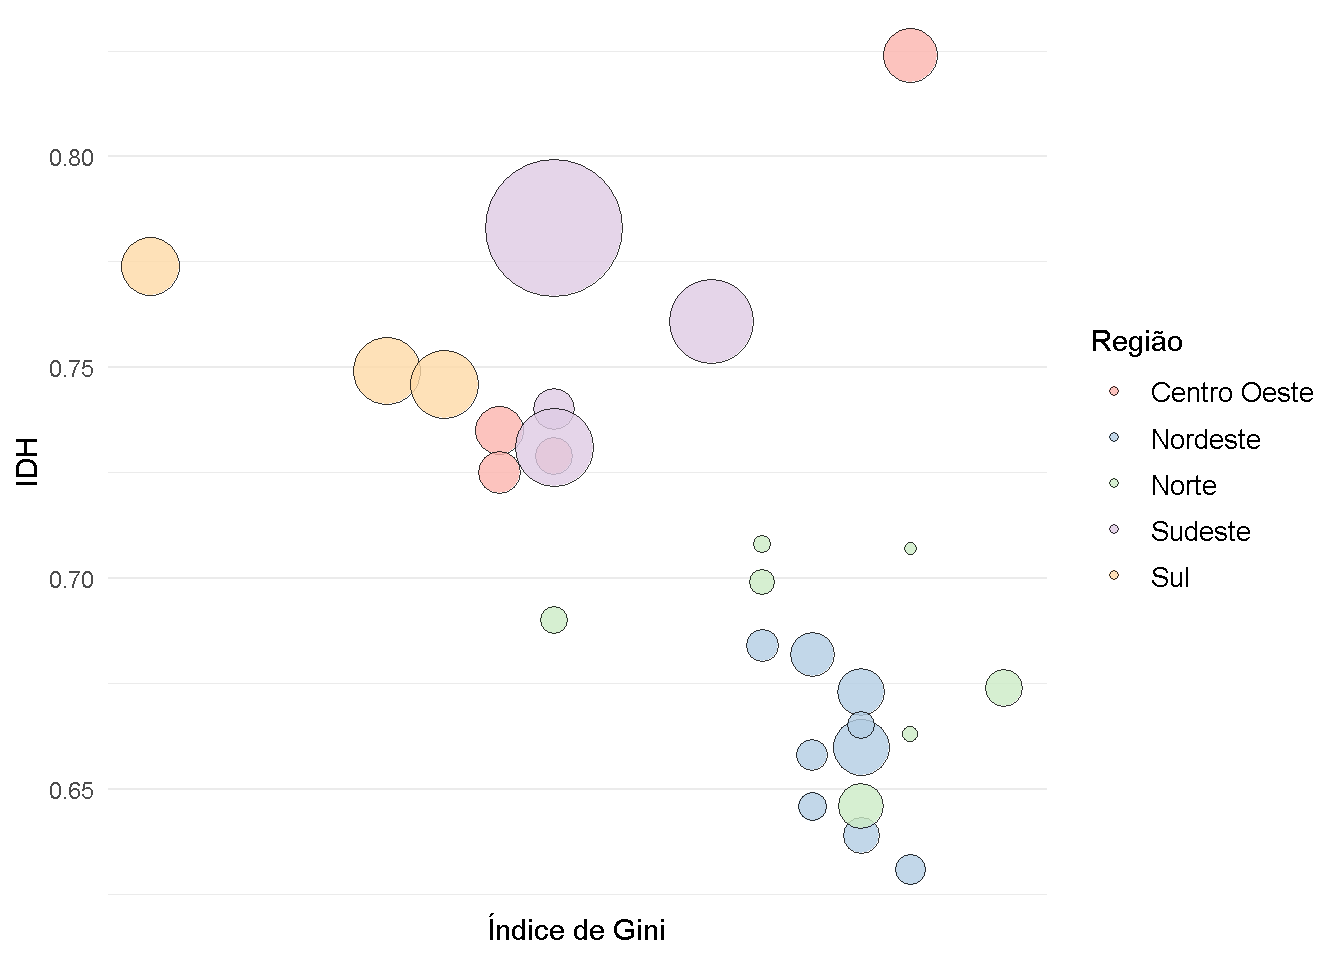 0.80
0.75
0.70
0.65
IDH
Índice de Gini
Região
Centro Oeste
Nordeste
Norte
Sudeste
Sul